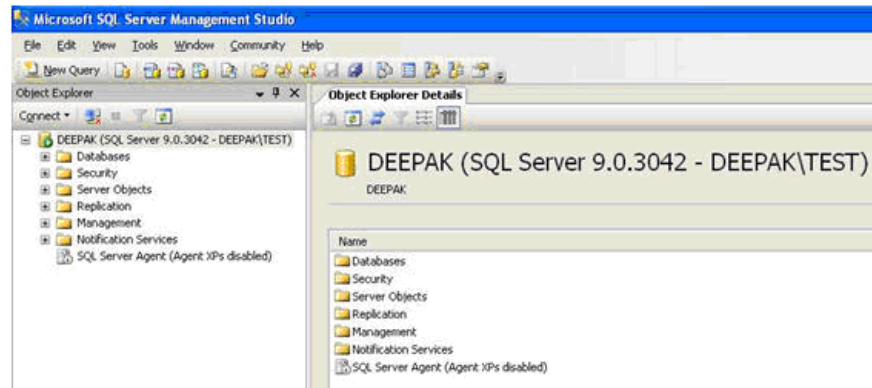 Microsoft SQL Server Management Studio
File Edit View Tools Window Community Help
New Query
Object Explorer
Connect
DEEPAK (SQL Server 9.0.3042 - DEEPAK\TEST)
Databases
Security
Server Objects
Replication
Management
Notification Services
SQL Server Agent (Agent XPs disabled)
Object Explorer Details
DEEPAK (SQL Server 9.0.3042 - DEEPAK\TEST)
DEEPAK
Name
Databases
Security
Server Objects
Replication
Management
Notification Services
SQL Server Agent (Agent XPs disabled)